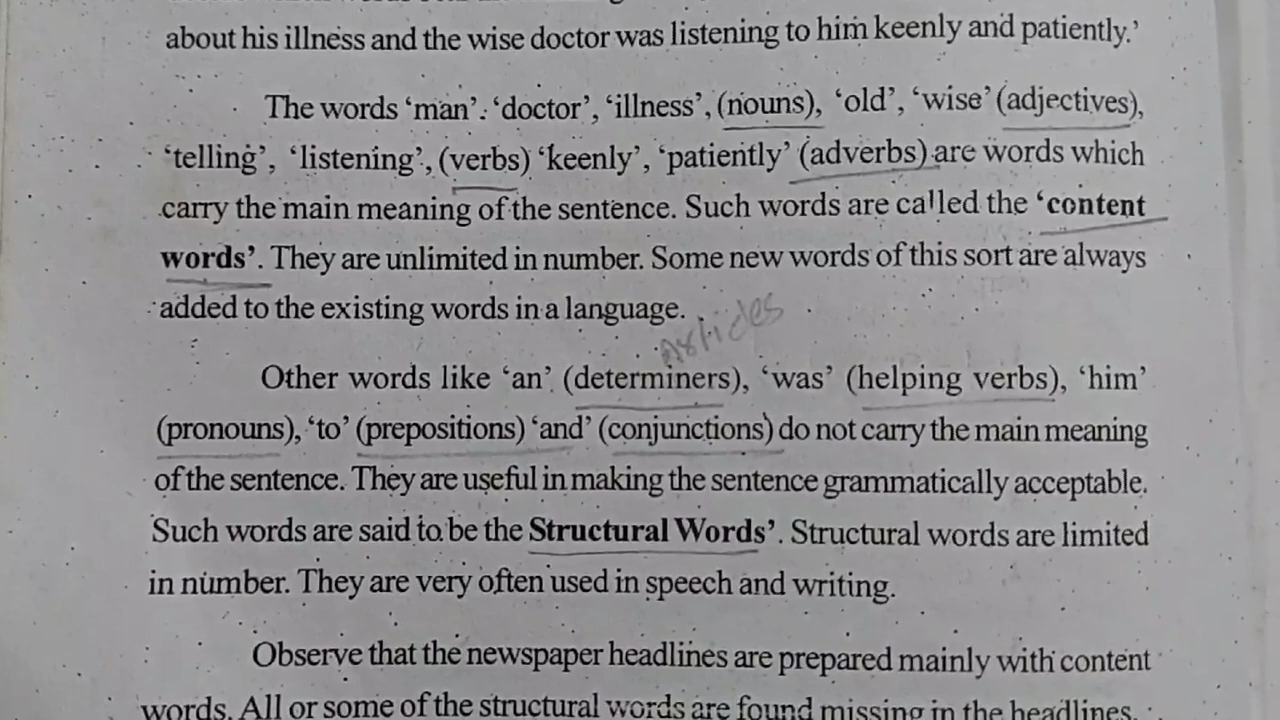 about his illness and the wise doctor was listening to him keenly and patiently.’
The words ‘man’. ‘doctor’, ‘illness’, (nouns), ‘old’, ‘wise’ (adjectives),
‘telling’, ‘listening’, (verbs) ‘keenly’, ‘patiently’ (adverbs) are words which
carry the main meaning of the sentence. Such words are called the ‘content
words’. They are unlimited in number. Some new words of this sort are always
added to the existing words in a language.
Articles
Other words like ‘an’ (determiners), ‘was’ (helping verbs), ‘him’
(pronouns), ‘to’ (prepositions) ‘and’ (conjunctions) do not carry the main meaning
of the sentence. They are useful in making the sentence grammatically acceptable.
Such words are said to be the Structural Words’. Structural words are limited
in number. They are very often used in speech and writing.
Observe that the newspaper headlines are prepared mainly with content
words. All or some of the structural words are found missing in the headlines.